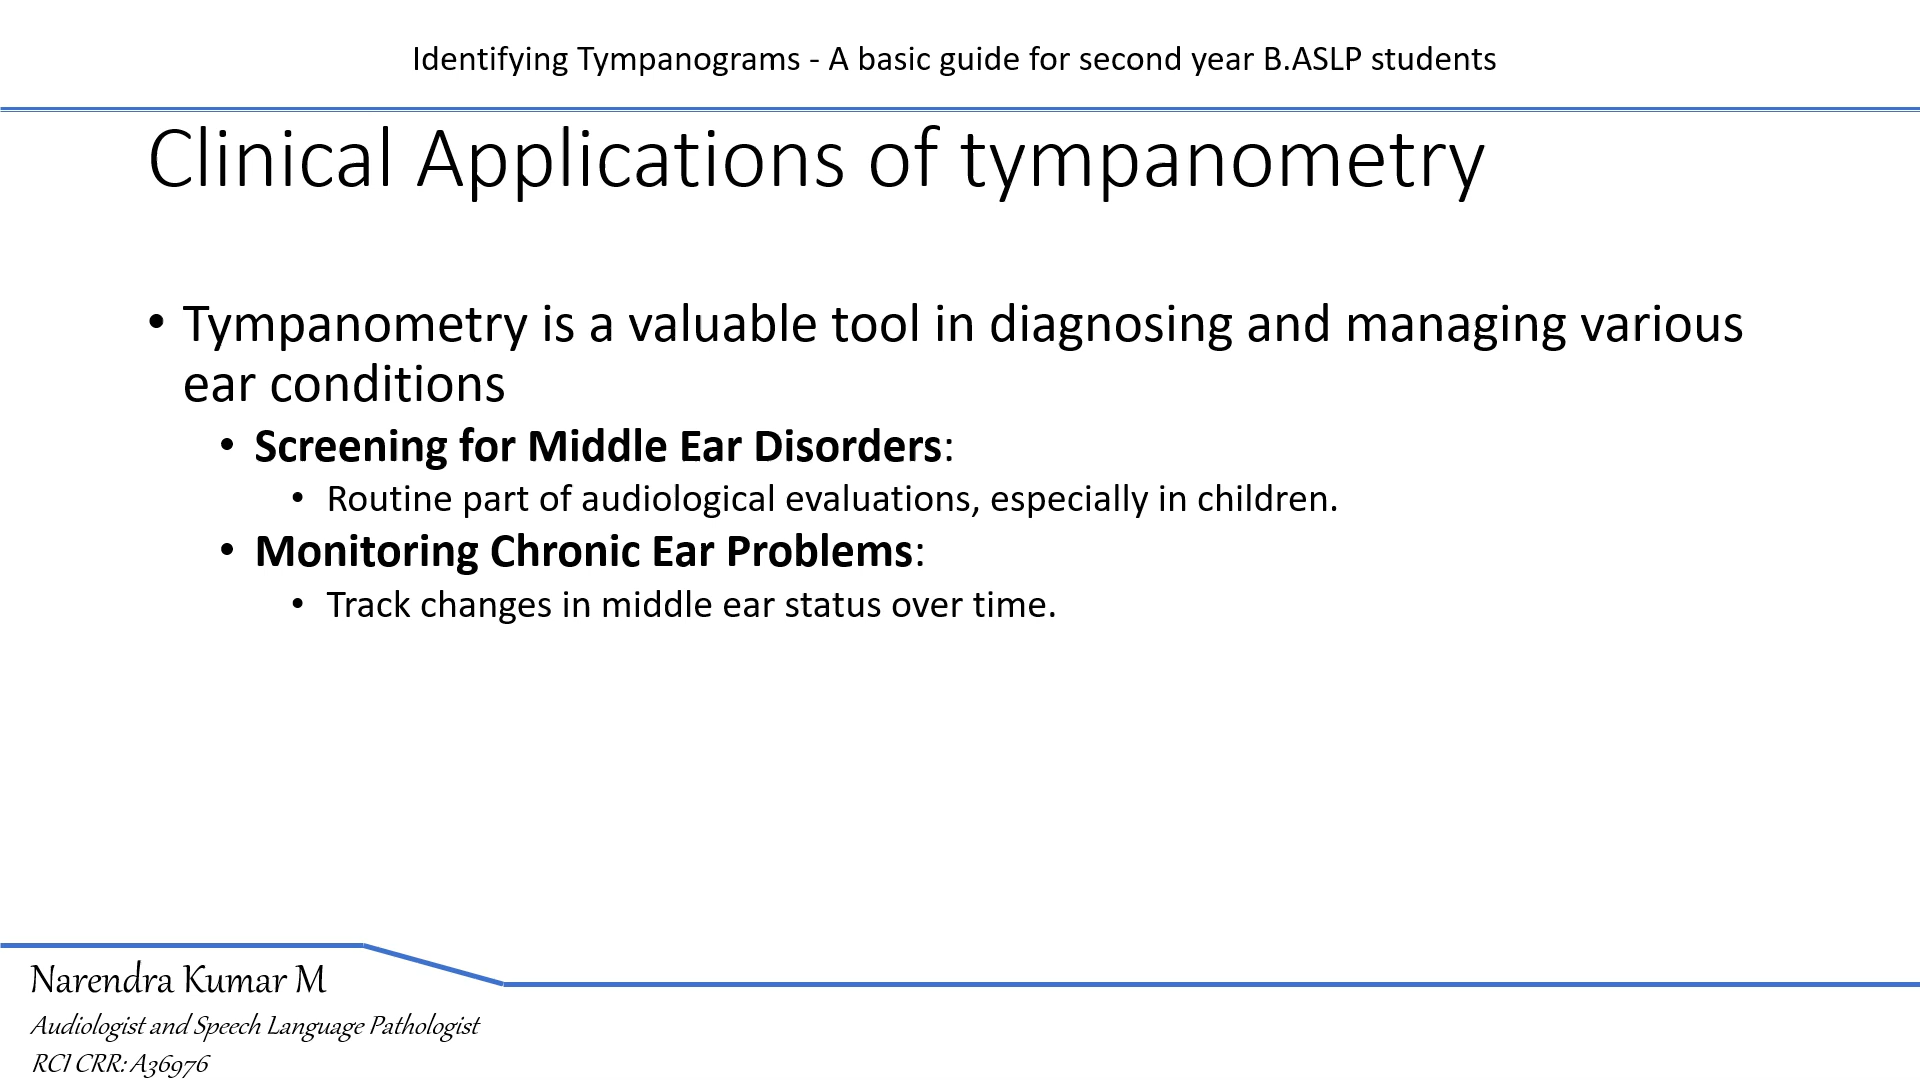 Identifying Tympanograms - A basic guide for second year B.ASLP students
Clinical Applications of tympanometry
• Tympanometry is a valuable tool in diagnosing and managing various
ear conditions
• Screening for Middle Ear Disorders:
• Routine part of audiological evaluations, especially in children.
• Monitoring Chronic Ear Problems:
• Track changes in middle ear status over time.
Narendra Kumar M
Audiologist and Speech Language Pathologist
RCI CRR: A36976